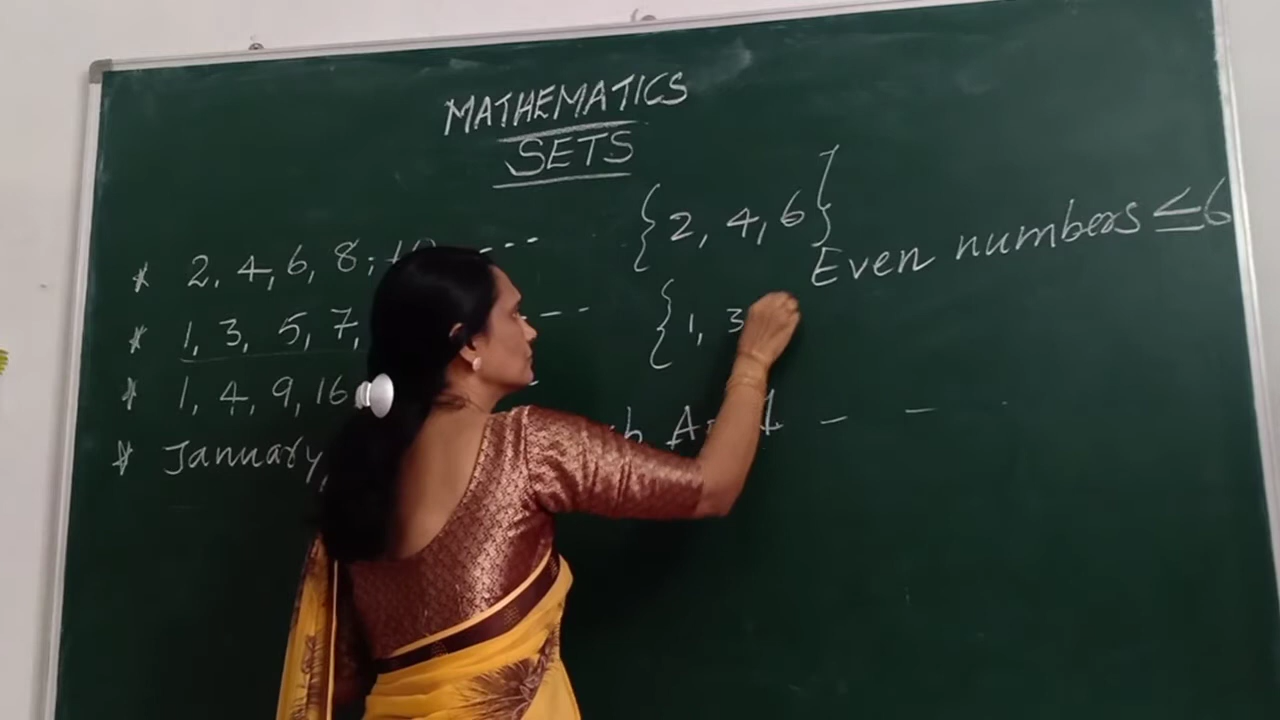 MATHEMATICS
SETS
* 2, 4, 6, 8, 10 --- {2, 4, 6}
Even numbers ≤6
* 1, 3, 5, 7, -- {1, 3
* 1, 4, 9, 16
* January, - -